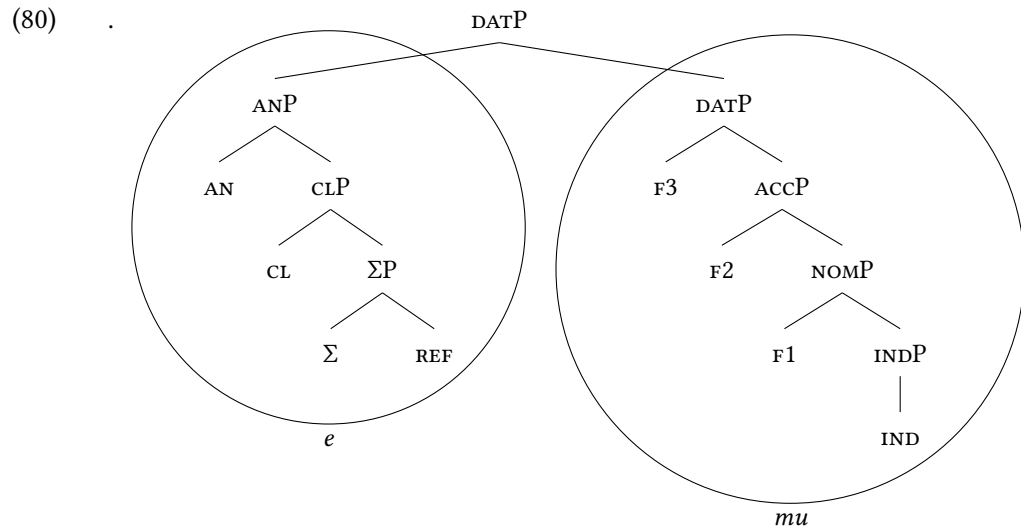 (80) .
DATP
ANP DATP
AN CLP F3 ACCP
CL ΣP F2 NOMP
Σ REF F1 INDP
e IND
mu